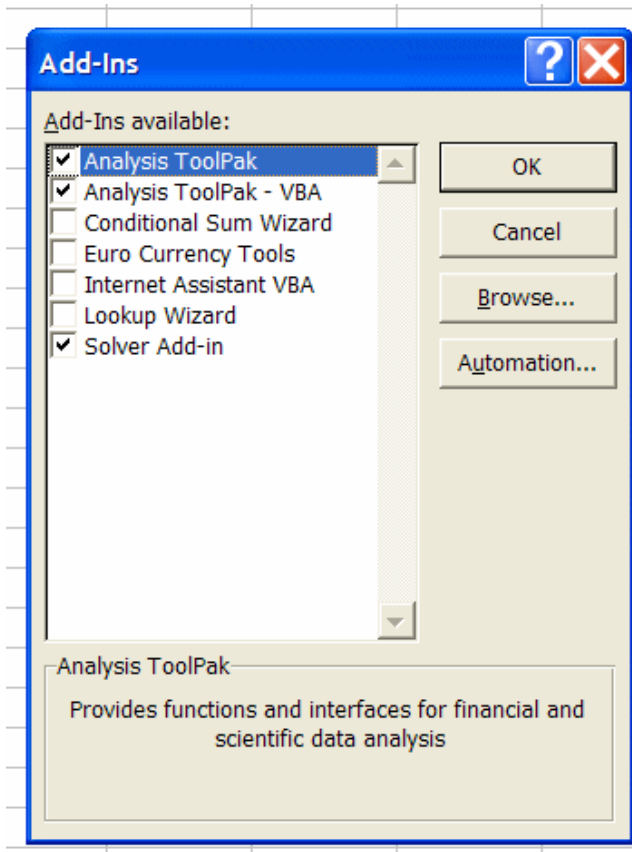 Add-Ins
Add-Ins available:
Analysis ToolPak
Analysis ToolPak - VBA
Conditional Sum Wizard
Euro Currency Tools
Internet Assistant VBA
Lookup Wizard
Solver Add-in
OK
Cancel
Browse...
Automation...
Analysis ToolPak
Provides functions and interfaces for financial and
scientific data analysis